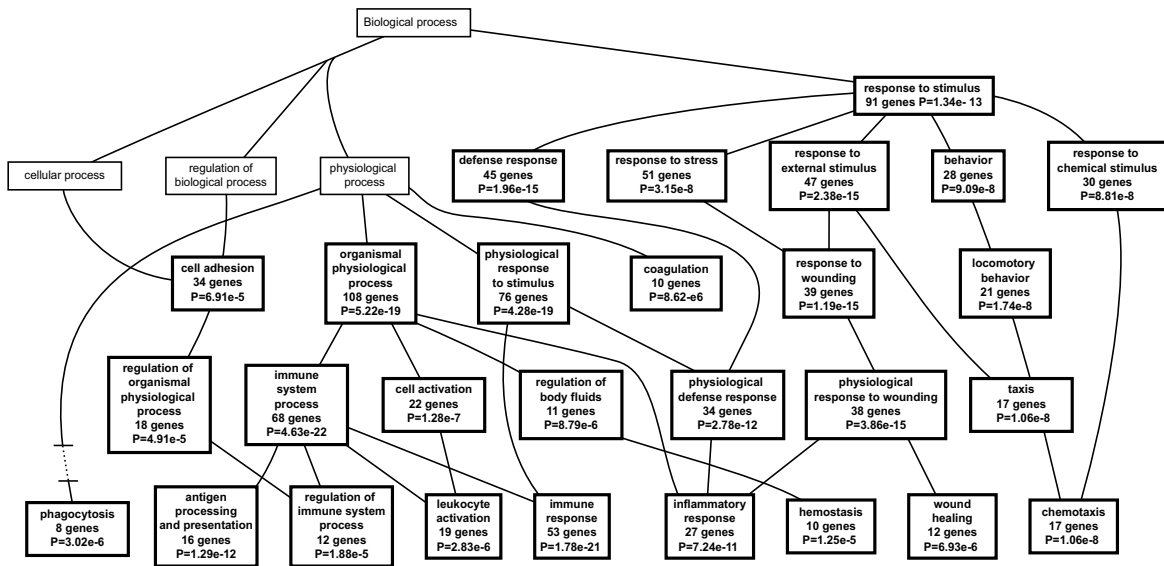 Biological process
response to stimulus
91 genes P=1.34e- 13
cellular process
regulation of
biological process
physiological
process
defense response
45 genes
P=1.96e-15
response to stress
51 genes
P=3.15e-8
response to
external stimulus
47 genes
P=2.38e-15
behavior
28 genes
P=9.09e-8
response to
chemical stimulus
30 genes
P=8.81e-8
cell adhesion
34 genes
P=6.91e-5
organismal
physiological
process
108 genes
P=5.22e-19
physiological
response
to stimulus
76 genes
P=4.28e-19
coagulation
10 genes
P=8.62-e6
response to
wounding
39 genes
P=1.19e-15
locomotory
behavior
21 genes
P=1.74e-8
regulation of
organismal
physiological
process
18 genes
P=4.91e-5
immune
system
process
68 genes
P=4.63e-22
cell activation
22 genes
P=1.28e-7
regulation of
body fluids
11 genes
P=8.79e-6
physiological
defense response
34 genes
P=2.78e-12
physiological
response to wounding
38 genes
P=3.86e-15
taxis
17 genes
P=1.06e-8
phagocytosis
8 genes
P=3.02e-6
antigen
processing
and presentation
16 genes
P=1.29e-12
regulation of
immune system
process
12 genes
P=1.88e-5
leukocyte
activation
19 genes
P=2.83e-6
immune
response
53 genes
P=1.78e-21
inflammatory
response
27 genes
P=7.24e-11
hemostasis
10 genes
P=1.25e-5
wound
healing
12 genes
P=6.93e-6
chemotaxis
17 genes
P=1.06e-8